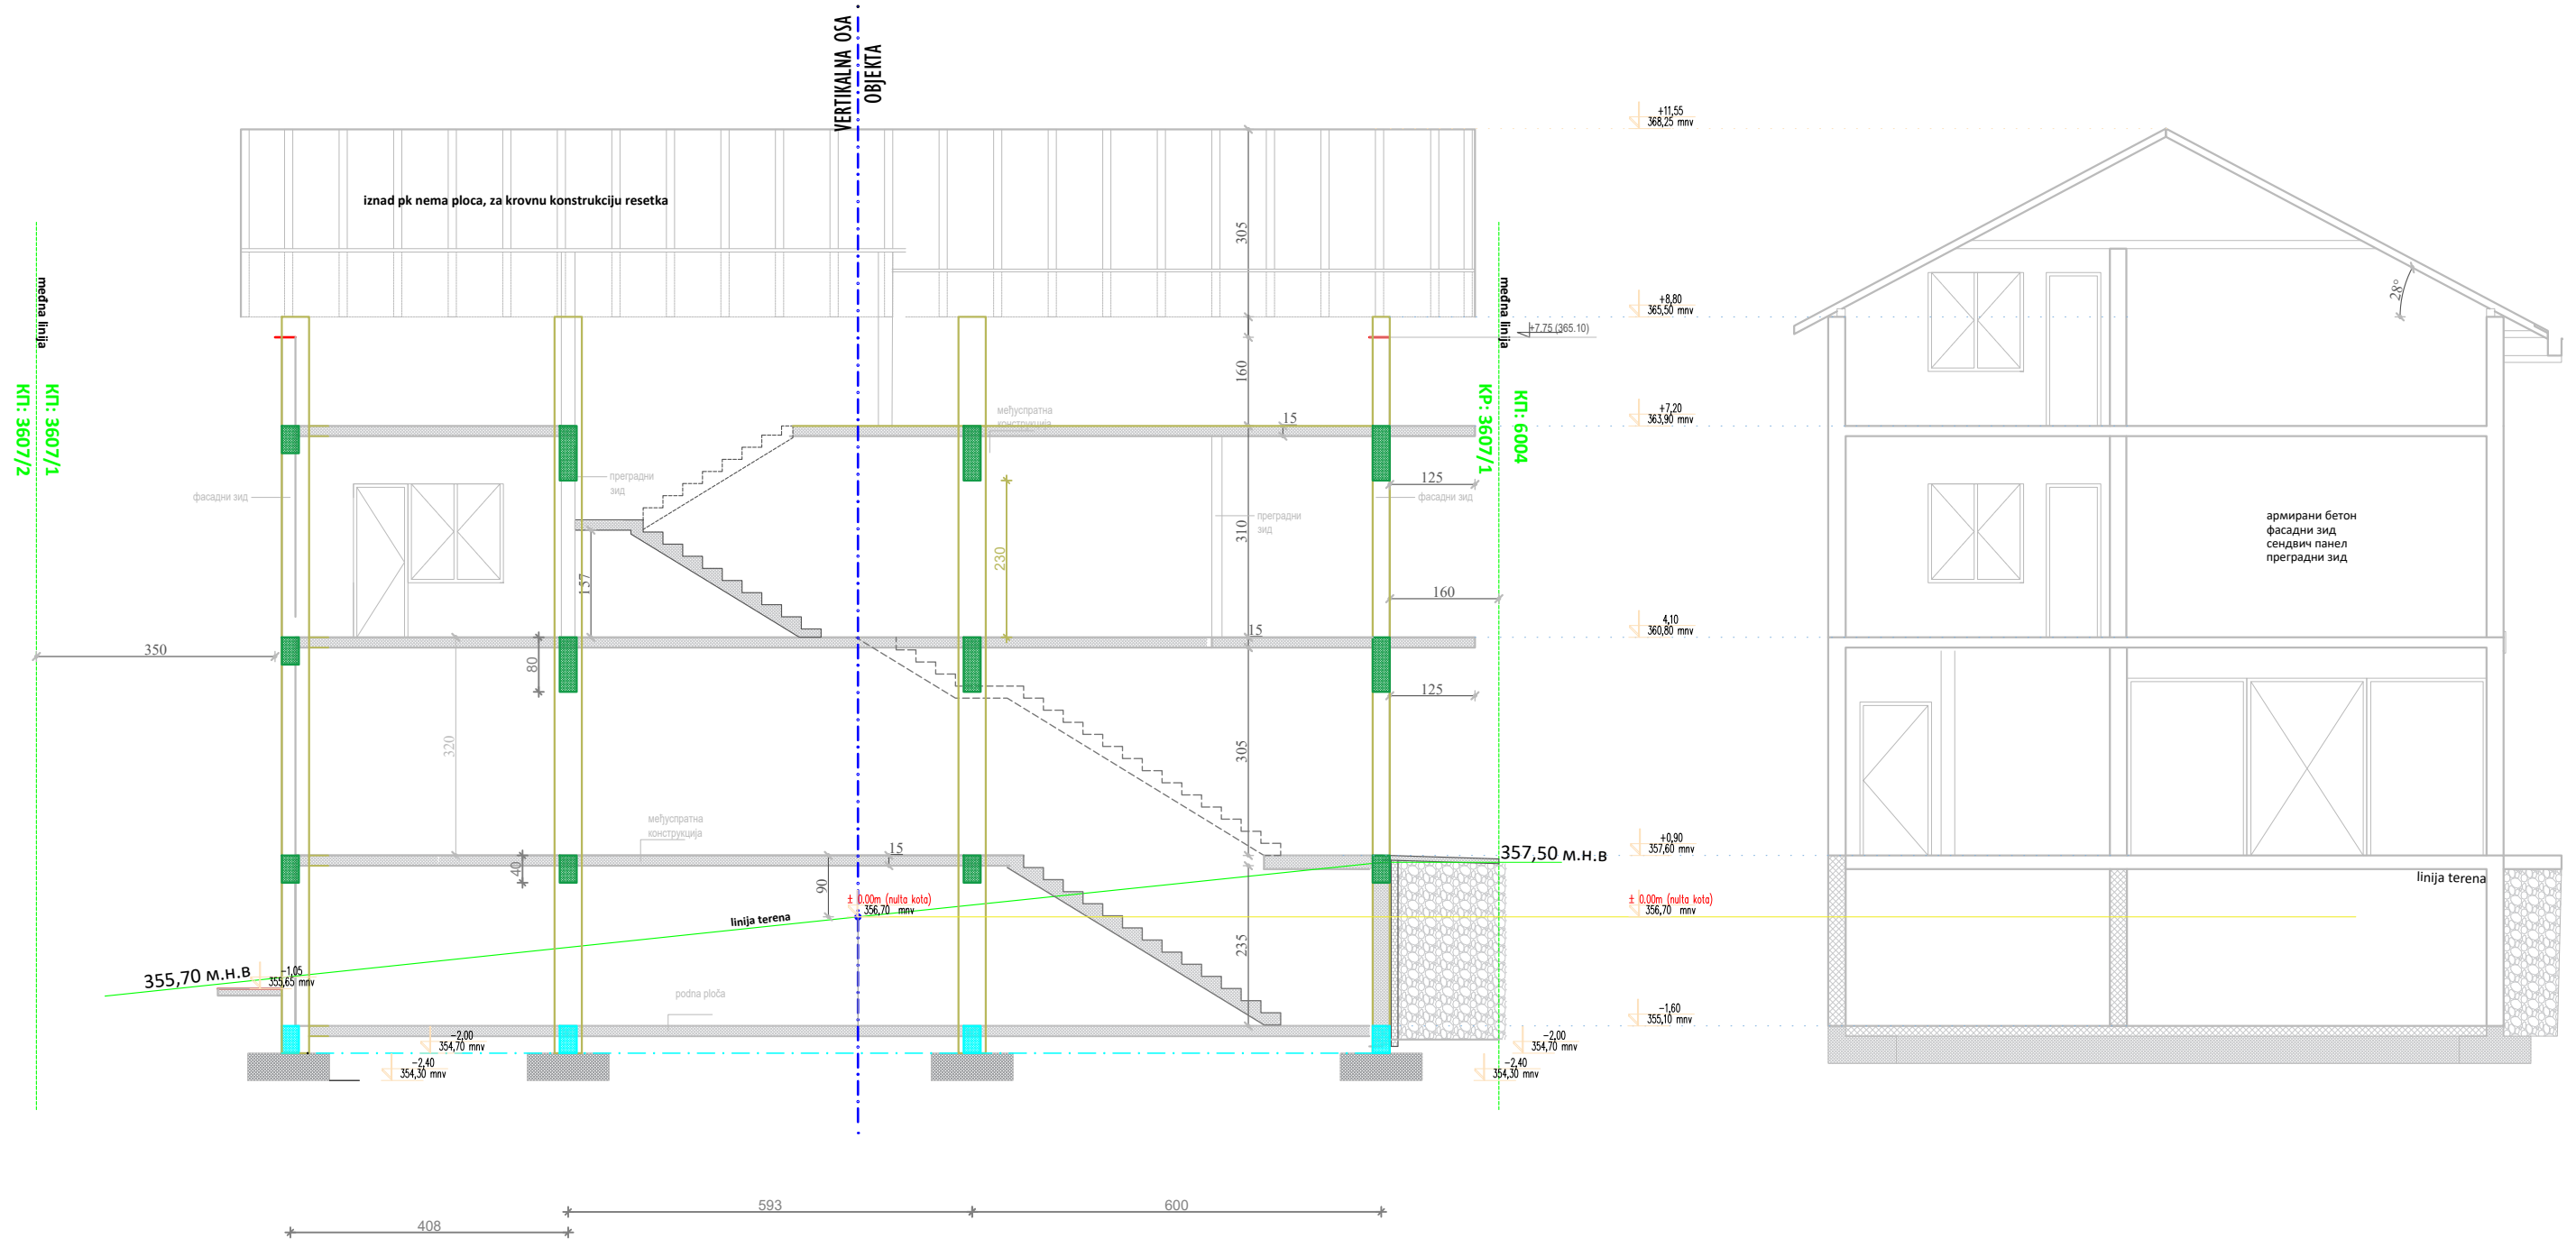 VERTIKALNA OSA
OBJEKTA
+11,55
368,25 mnv
iznad pk nema ploca, za krovnu konstrukciju resetka
305
međna linija
međna linija
28°
+8,80
365,50 mnv
+7.75 (365.10)
160
КП: 3607/2
КП: 3607/1
КР: 3607/1
КП: 6004
+7,20
363,90 mnv
међуспратна
конструкција
15
преградни
зид
125
фасадни зид
фасадни зид
преградни
зид
310
армирани бетон
фасадни зид
сендвич панел
преградни зид
230
137
160
4,10
360,80 mnv
15
350
80
125
320
305
међуспратна
конструкција
+0,90
357,60 mnv
15
357,50 м.н.в
40
90
linija terena
± 0.00m (nulta kota)
356,70 mnv
± 0.00m (nulta kota)
356,70 mnv
linija terena
235
355,70 м.н.в
-1,05
355,65 mnv
podna ploča
-1,60
355,10 mnv
-2,00
354,70 mnv
-2,00
354,70 mnv
-2,40
354,30 mnv
-2,40
354,30 mnv
593
600
408